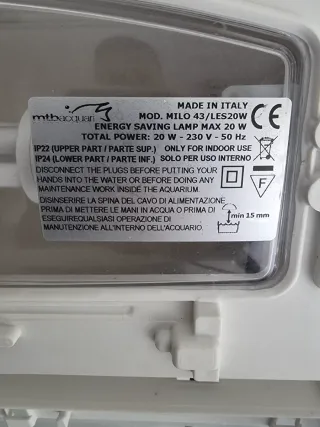 MADE IN ITALY
mtbacquari
MOD. MILO 43/LES20W
ENERGY SAVING LAMP MAX 20 W
TOTAL POWER: 20 W - 230 V - 50 Hz
IP22 (UPPER PART / PARTE SUP.) ONLY FOR INDOOR USE
IP24 (LOWER PART / PARTE INF.) SOLO PER USO INTERNO
DISCONNECT THE PLUGS BEFORE PUTTING YOUR
HANDS INTO THE WATER OR BEFORE DOING ANY
MAINTENANCE WORK INSIDE THE AQUARIUM.
DISINSERIRE LA SPINA DEL CAVO DI ALIMENTAZIONE
PRIMA DI METTERE LE MANI IN ACQUA O PRIMA DI
ESEGUIREQUALSIASI OPERAZIONE DI
MANUTENZIONE ALL'INTERNO DELL'ACQUARIO.
CE
F
min 15 mm